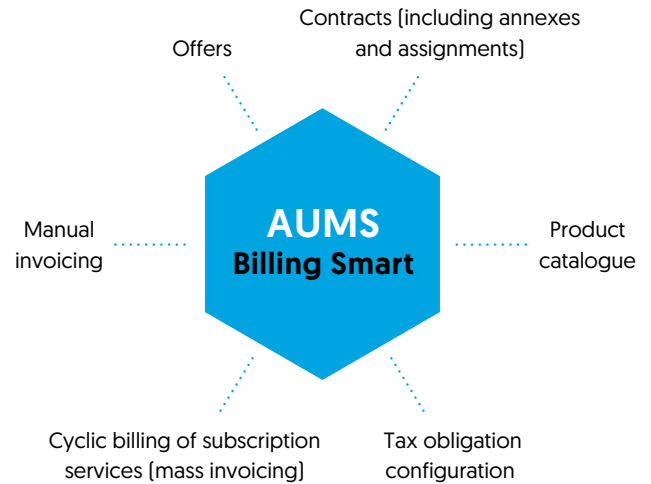 Contracts (including annexes
and assignments)
Offers
Manual
invoicing
AUMS
Billing Smart
Product
catalogue
Cyclic billing of subscription
services (mass invoicing)
Tax obligation
configuration